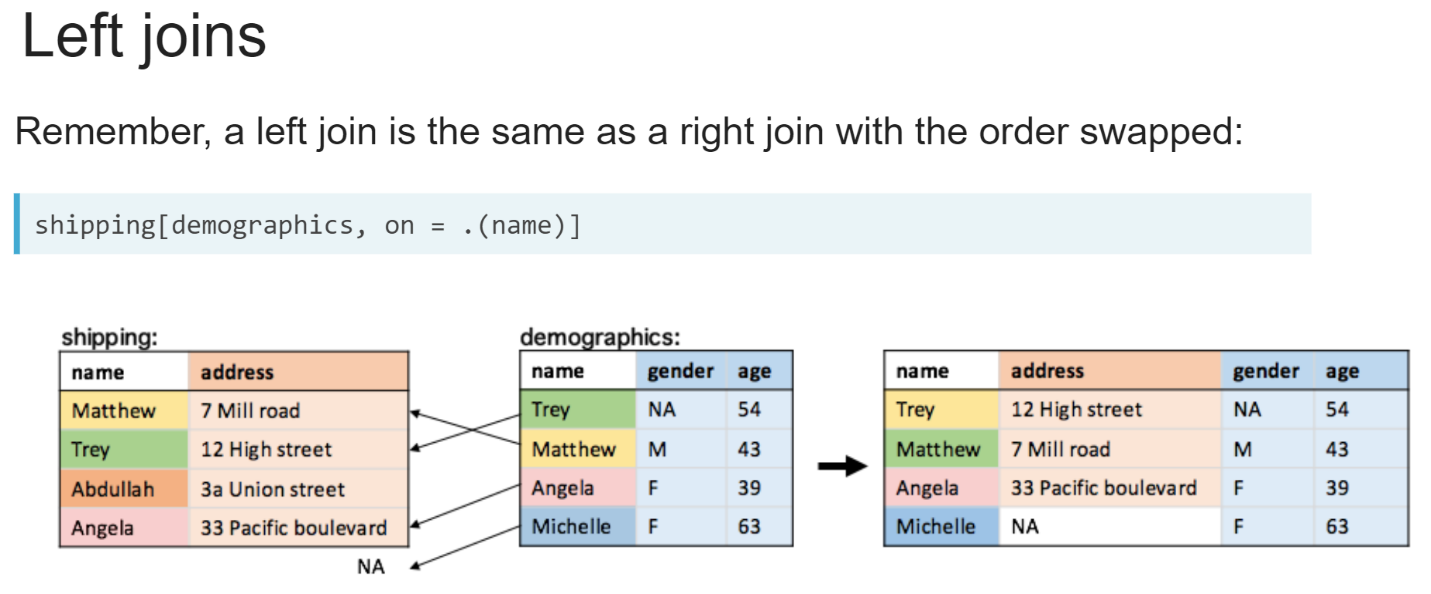 Left joins
Remember, a left join is the same as a right join with the order swapped:
shipping[demographics, on = .(name)]
shipping: demographics:
name address name gender age name address gender age
Matthew 7 Mill road Trey NA 54 Trey 12 High street NA 54
Trey 12 High street Matthew M 43 Matthew 7 Mill road M 43
Abdullah 3a Union street Angela F 39 Angela 33 Pacific boulevard F 39
Angela 33 Pacific boulevard Michelle F 63 Michelle NA F 63
NA